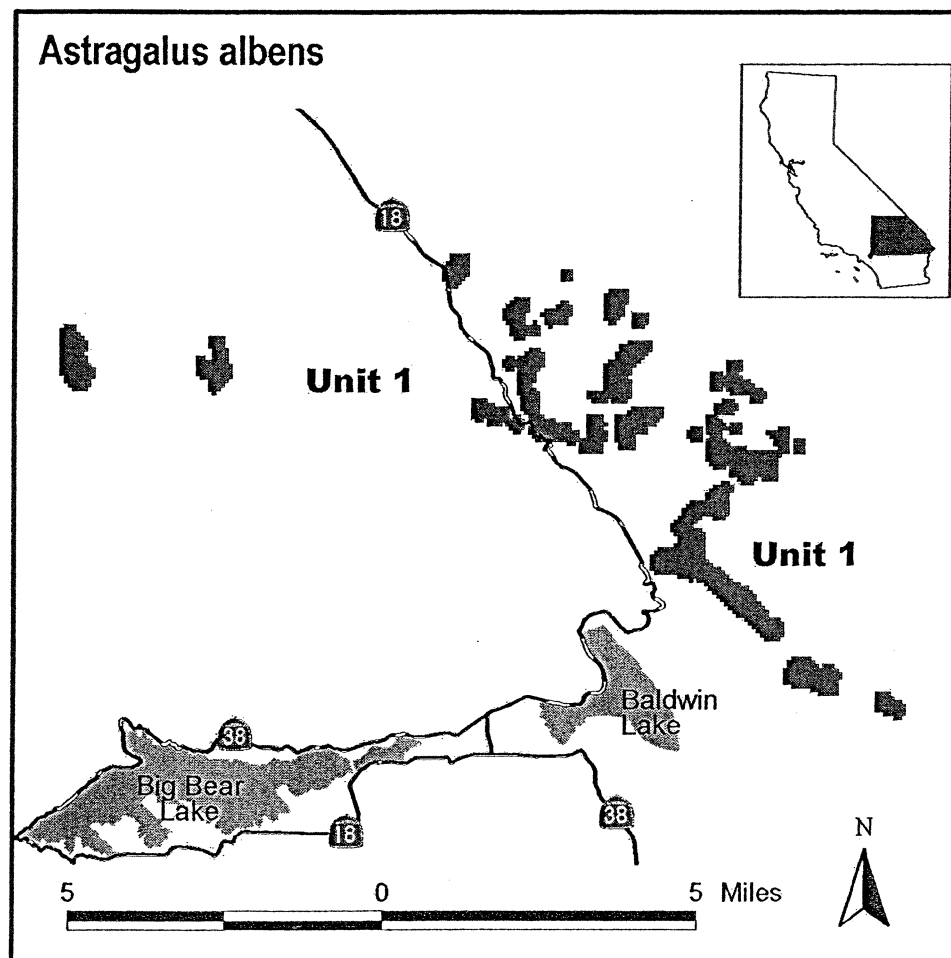 Astragalus albens
18
Unit 1
Unit 1
Baldwin
Lake
38
Big Bear
Lake
18
38
N
5 0 5 Miles